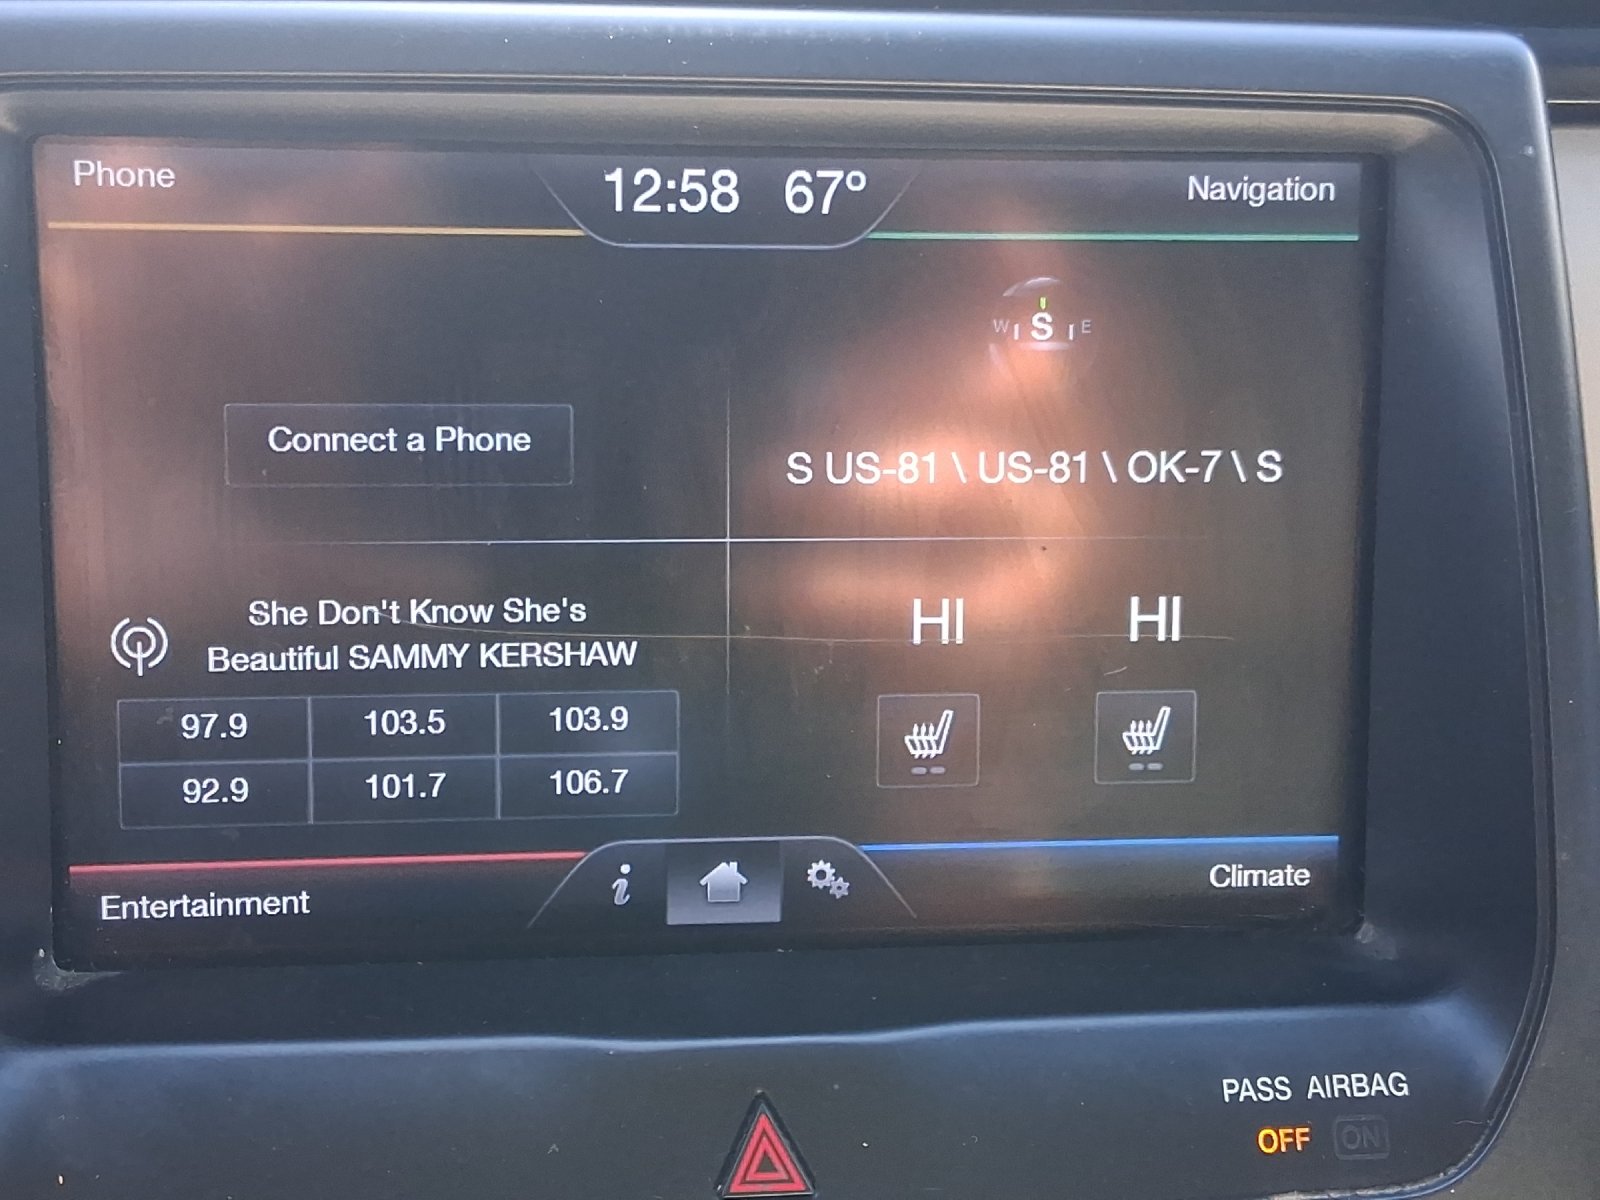 Phone
12:58 67°
Navigation
W S E
Connect a Phone
S US-81 \ US-81 \ OK-7 \ S
She Don't Know She's
Beautiful SAMMY KERSHAW
HI HI
97.9 103.5 103.9
92.9 101.7 106.7
Entertainment
i
Climate
PASS AIRBAG
OFF ON